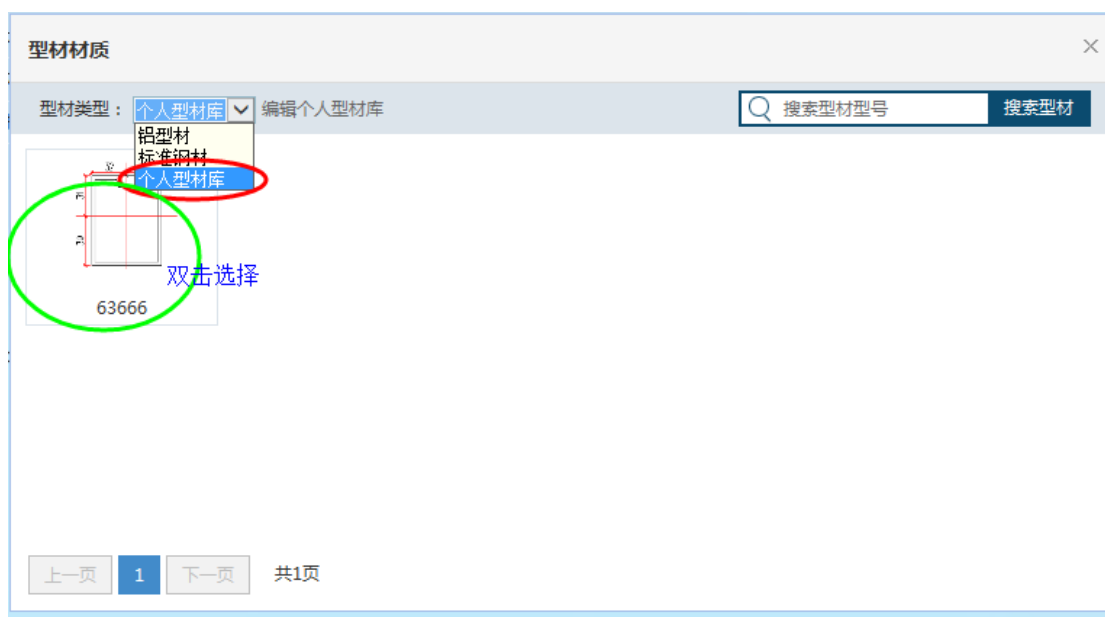 型材材质
型材类型： 个人型材库 编辑个人型材库 搜索型材型号 搜索型材
铝型材
标准钢材
个人型材库
双击选择
63666
上一页 1 下一页 共1页